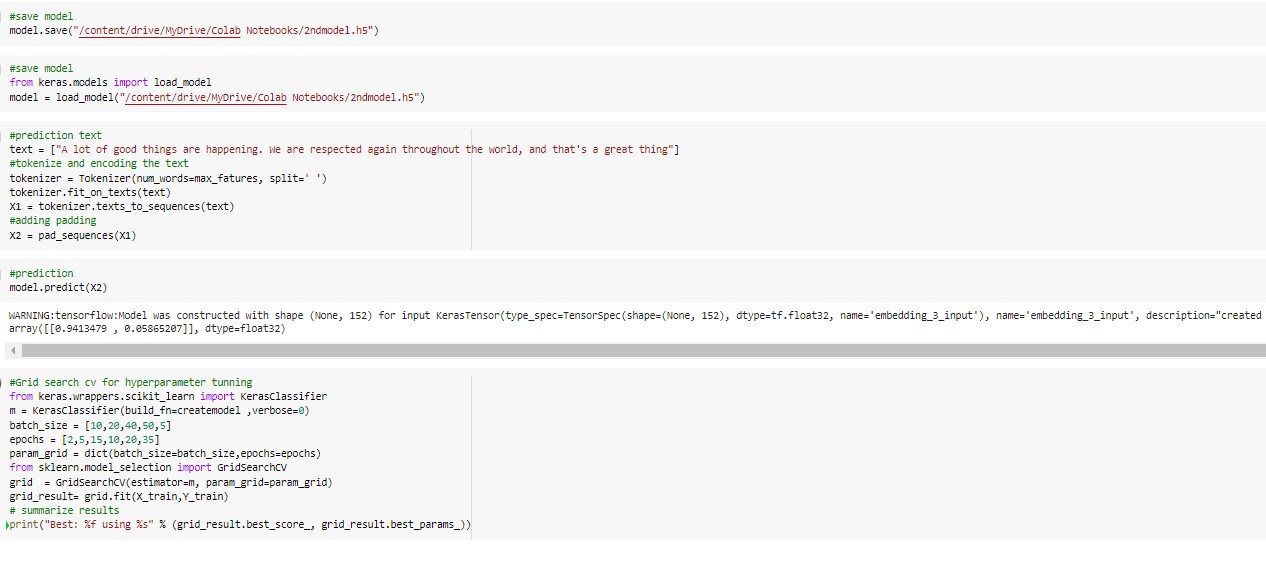 #save model
model.save("/content/drive/MyDrive/Colab Notebooks/2ndmodel.h5")
#save model
from keras.models import load_model
model = load_model("/content/drive/MyDrive/Colab Notebooks/2ndmodel.h5")
#prediction text
text = ["A lot of good things are happening. We are respected again throughout the world, and that's a great thing"]
#tokenize and encoding the text
tokenizer = Tokenizer(num_words=max_fatures, split=' ')
tokenizer.fit_on_texts(text)
X1 = tokenizer.texts_to_sequences(text)
#adding padding
X2 = pad_sequences(X1)
#prediction
model.predict(X2)
WARNING:tensorflow:Model was constructed with shape (None, 152) for input KerasTensor(type_spec=TensorSpec(shape=(None, 152), dtype=tf.float32, name='embedding_3_input'), name='embedding_3_input', description="created
array([[0.9413479 , 0.05865207]], dtype=float32)
#Grid search cv for hyperparameter tunning
from keras.wrappers.scikit_learn import KerasClassifier
m = KerasClassifier(build_fn=createmodel ,verbose=0)
batch_size = [10,20,40,50,5]
epochs = [2,5,15,10,20,35]
param_grid = dict(batch_size=batch_size,epochs=epochs)
from sklearn.model_selection import GridSearchCV
grid  = GridSearchCV(estimator=m, param_grid=param_grid)
grid_result= grid.fit(X_train,Y_train)
# summarize results
print("Best: %f using %s" % (grid_result.best_score_, grid_result.best_params_))